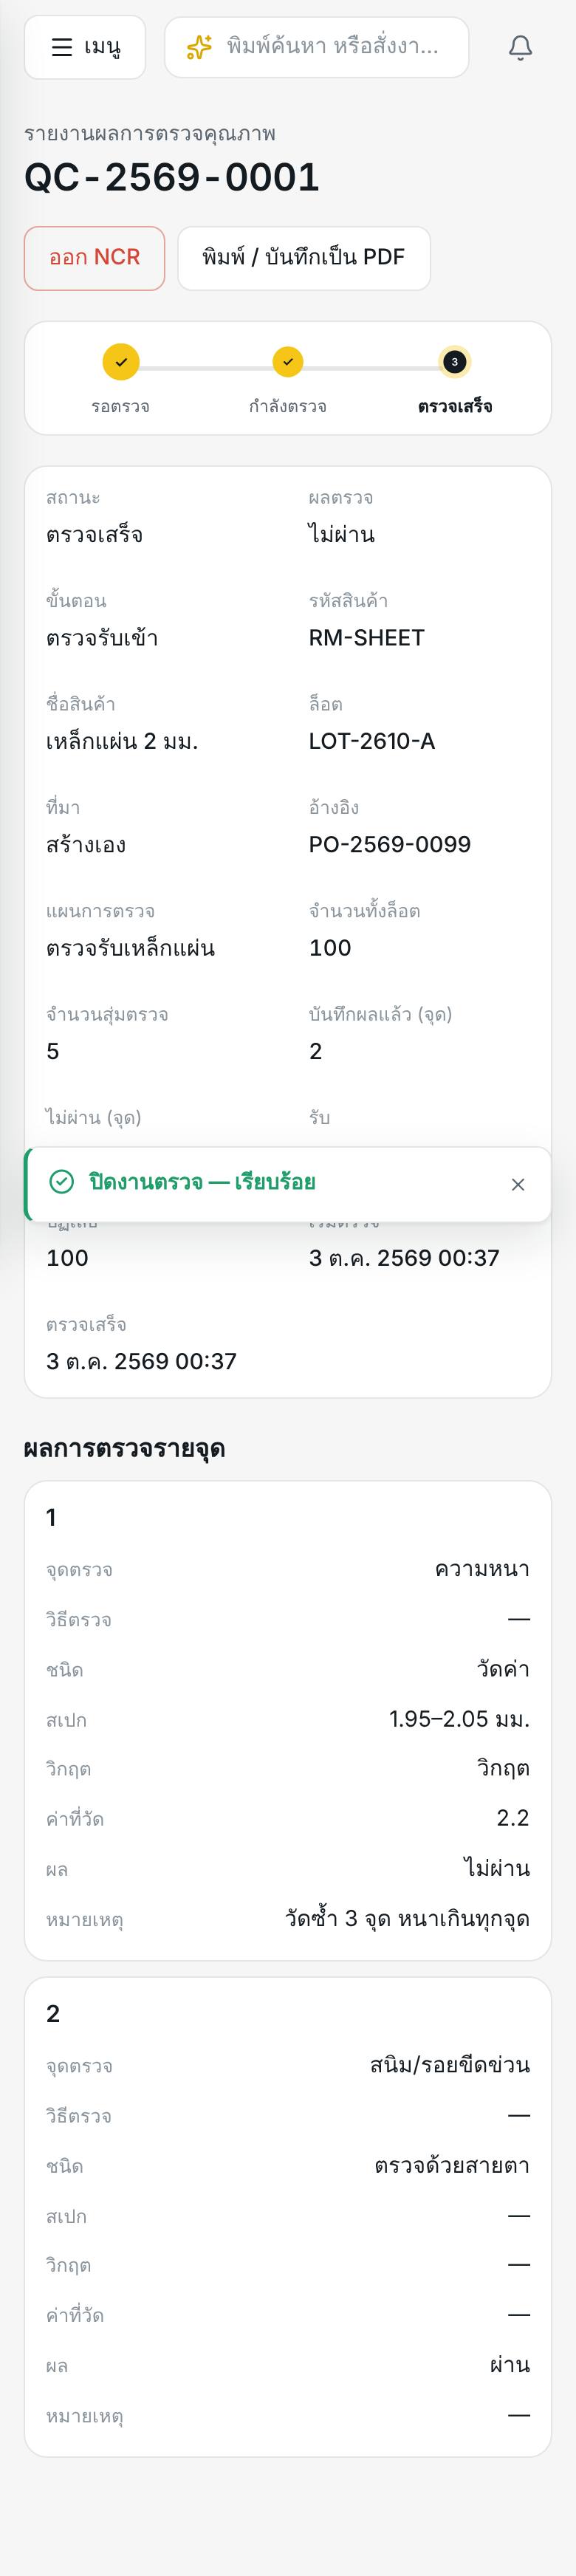 เมนู
พิมพ์ค้นหา หรือสั่งงา...
รายงานผลการตรวจคุณภาพ
QC-2569-0001
ออก NCR
พิมพ์ / บันทึกเป็น PDF
3
รอตรวจ กำลังตรวจ ตรวจเสร็จ
สถานะ ผลตรวจ
ตรวจเสร็จ ไม่ผ่าน
ขั้นตอน รหัสสินค้า
ตรวจรับเข้า RM-SHEET
ชื่อสินค้า ล็อต
เหล็กแผ่น 2 มม. LOT-2610-A
ที่มา อ้างอิง
สร้างเอง PO-2569-0099
แผนการตรวจ จำนวนทั้งล็อต
ตรวจรับเหล็กแผ่น 100
จำนวนสุ่มตรวจ บันทึกผลแล้ว (จุด)
5 2
ไม่ผ่าน (จุด) รับ
ปิดงานตรวจ — เรียบร้อย
100 3 ต.ค. 2569 00:37
ตรวจเสร็จ
3 ต.ค. 2569 00:37
ผลการตรวจรายจุด
1
จุดตรวจ ความหนา
วิธีตรวจ —
ชนิด วัดค่า
สเปก 1.95–2.05 มม.
วิกฤต วิกฤต
ค่าที่วัด 2.2
ผล ไม่ผ่าน
หมายเหตุ วัดซ้ำ 3 จุด หนาเกินทุกจุด
2
จุดตรวจ สนิม/รอยขีดข่วน
วิธีตรวจ —
ชนิด ตรวจด้วยสายตา
สเปก —
วิกฤต —
ค่าที่วัด —
ผล ผ่าน
หมายเหตุ —